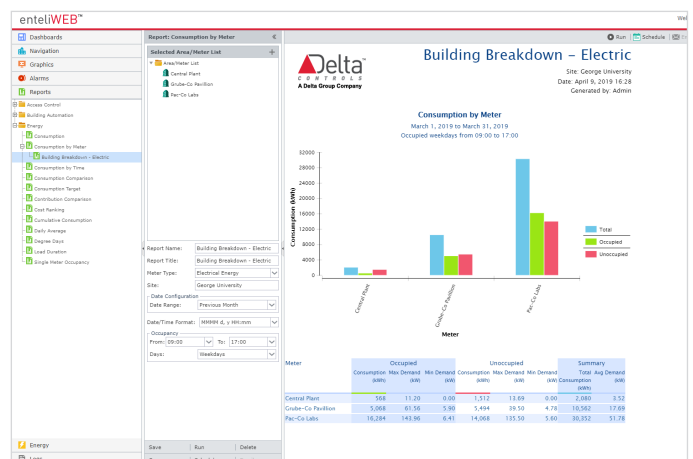 enteliWEB™
Wel
Dashboards
Navigation
Graphics
Alarms
Reports
Access Control
Building Automation
Energy
Consumption
Consumption by Meter
Building Breakdown - Electric
Consumption by Time
Consumption Comparison
Consumption Target
Contribution Comparison
Cost Ranking
Cumulative Consumption
Daily Average
Degree Days
Load Duration
Single Meter Occupancy
Energy
Logs
Report: Consumption by Meter
Selected Area/Meter List
Area/Meter List
Central Plant
Grube-Co Pavilion
Pac-Co Labs
Report Name: Building Breakdown - Electric
Report Title: Building Breakdown - Electric
Meter Type: Electrical Energy
Site: George University
Date Configuration
Date Range: Previous Month
Date/Time Format: MMMM d, y HH:mm
Occupancy
From: 09:00 To: 17:00
Days: Weekdays
Save Run Delete
Run Schedule
Delta™
CONTROLS
A Delta Group Company
Building Breakdown – Electric
Site: George University
Date: April 9, 2019 16:28
Generated by: Admin
Consumption by Meter
March 1, 2019 to March 31, 2019
Occupied weekdays from 09:00 to 17:00
Consumption (kWh)
32000
28000
24000
20000
16000
12000
8000
4000
0
Central Plant
Grube-Co Pavilion
Pac-Co Labs
Meter
Total
Occupied
Unoccupied
Meter Occupied Unoccupied Summary
Consumption Max Demand Min Demand Consumption Max Demand Min Demand Total Avg Demand
(kWh) (kW) (kW) (kWh) (kW) (kW) Consumption (kW)
(kWh)
Central Plant 568 11.20 0.00 1,512 13.69 0.00 2,080 3.52
Grube-Co Pavilion 5,068 61.56 5.90 5,494 39.50 4.78 10,562 17.69
Pac-Co Labs 16,284 143.96 6.41 14,068 135.50 5.60 30,352 51.78